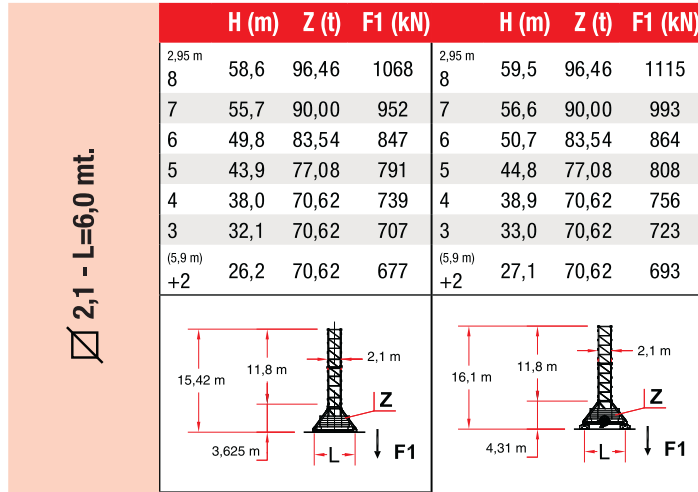 2,1 - L=6,0 mt.
H (m) Z (t) F1 (kN) H (m) Z (t) F1 (kN)
2,95 m 2,95 m
8 58,6 96,46 1068 8 59,5 96,46 1115
7 55,7 90,00 952 7 56,6 90,00 993
6 49,8 83,54 847 6 50,7 83,54 864
5 43,9 77,08 791 5 44,8 77,08 808
4 38,0 70,62 739 4 38,9 70,62 756
3 32,1 70,62 707 3 33,0 70,62 723
(5,9 m) (5,9 m)
+2 26,2 70,62 677 +2 27,1 70,62 693
15,42 m
11,8 m
2,1 m
Z
3,625 m
L
F1
16,1 m
11,8 m
2,1 m
Z
4,31 m
L
F1